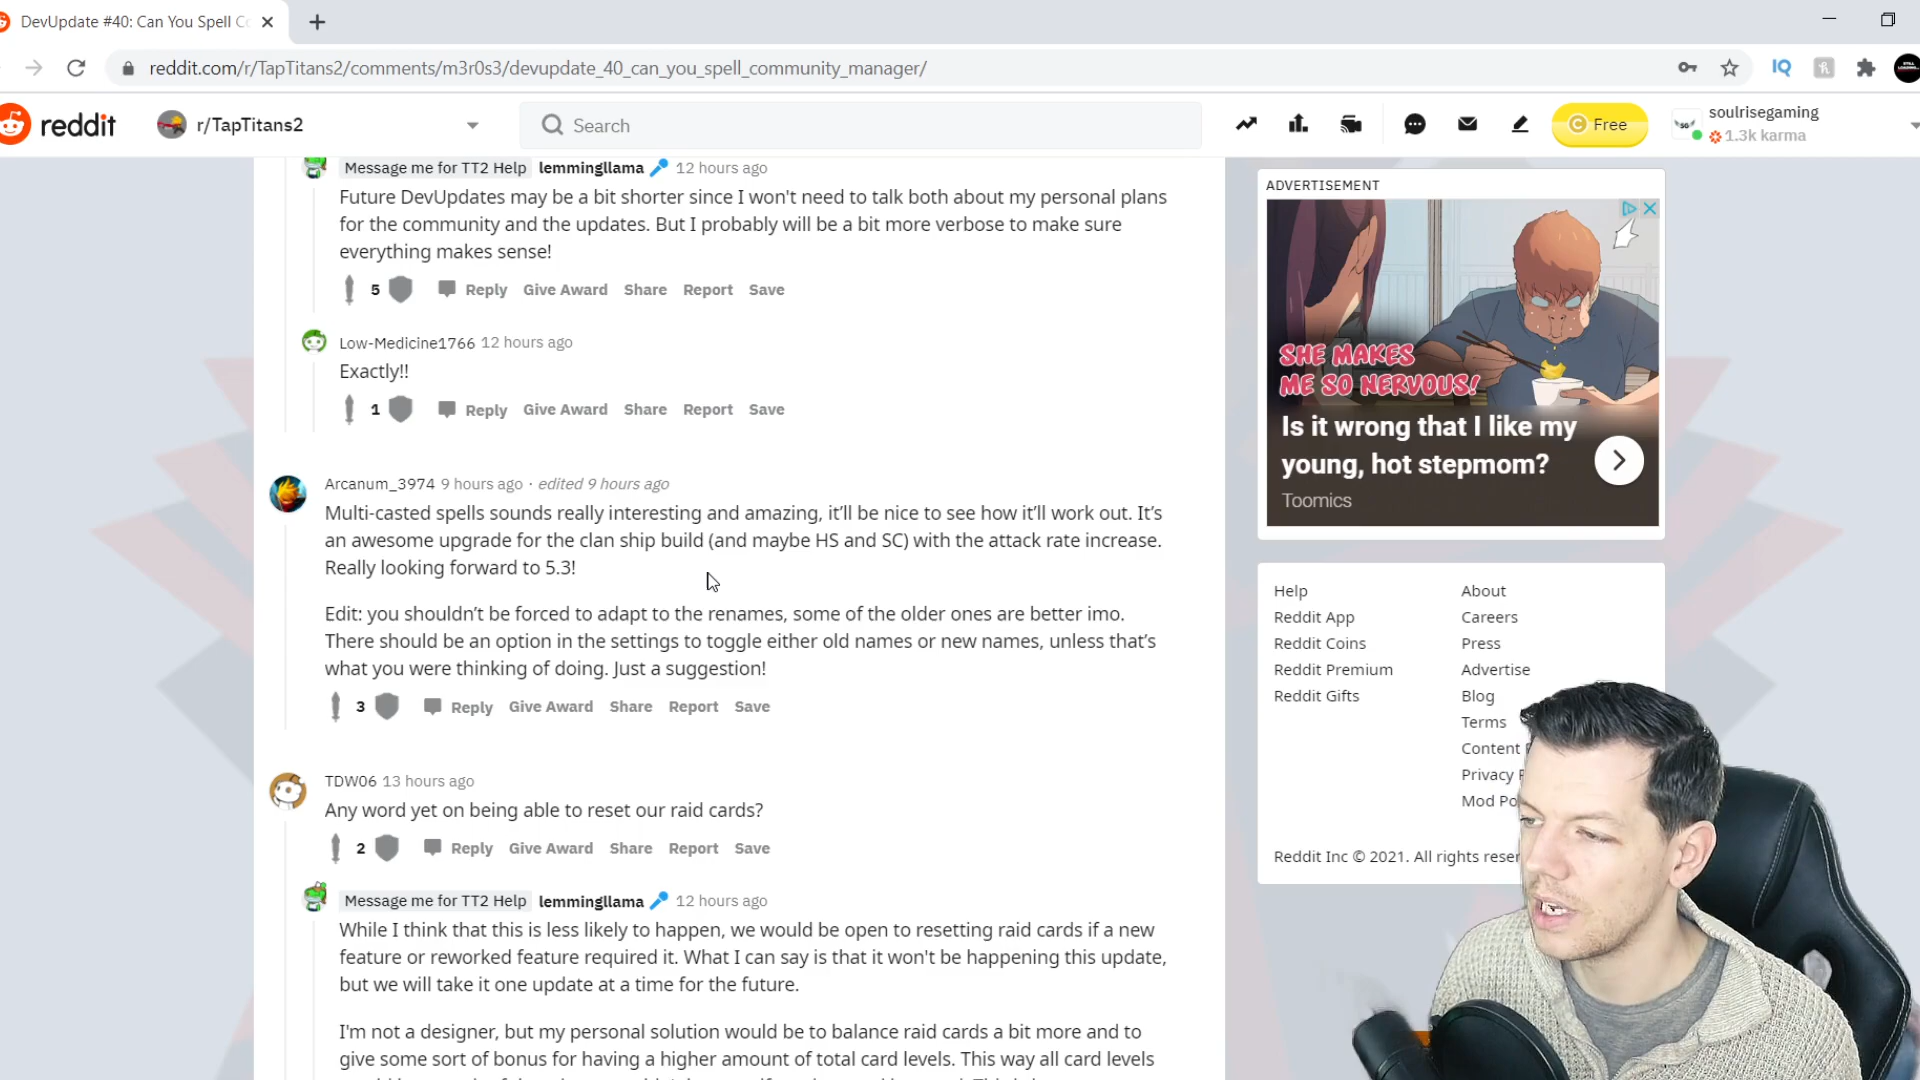 DevUpdate #40: Can You Spell Co
reddit.com/r/TapTitans2/comments/m3r0s3/devupdate_40_can_you_spell_community_manager/
IQ
reddit
r/TapTitans2
Search
Free
soulrisegaming
1.3k karma
Message me for TT2 Help lemmingllama 12 hours ago
Future DevUpdates may be a bit shorter since I won't need to talk both about my personal plans
for the community and the updates. But I probably will be a bit more verbose to make sure
everything makes sense!
5 Reply Give Award Share Report Save
Low-Medicine1766 12 hours ago
Exactly!!
1 Reply Give Award Share Report Save
Arcanum_3974 9 hours ago · edited 9 hours ago
Multi-casted spells sounds really interesting and amazing, it’ll be nice to see how it’ll work out. It’s
an awesome upgrade for the clan ship build (and maybe HS and SC) with the attack rate increase.
Really looking forward to 5.3!
Edit: you shouldn’t be forced to adapt to the renames, some of the older ones are better imo.
There should be an option in the settings to toggle either old names or new names, unless that’s
what you were thinking of doing. Just a suggestion!
3 Reply Give Award Share Report Save
TDW06 13 hours ago
Any word yet on being able to reset our raid cards?
2 Reply Give Award Share Report Save
Message me for TT2 Help lemmingllama 12 hours ago
While I think that this is less likely to happen, we would be open to resetting raid cards if a new
feature or reworked feature required it. What I can say is that it won't be happening this update,
but we will take it one update at a time for the future.
I'm not a designer, but my personal solution would be to balance raid cards a bit more and to
give some sort of bonus for having a higher amount of total card levels. This way all card levels
ADVERTISEMENT
SHE MAKES
ME SO NERVOUS!
Is it wrong that I like my
young, hot stepmom?
Toomics
Help About
Reddit App Careers
Reddit Coins Press
Reddit Premium Advertise
Reddit Gifts Blog
Terms
Content
Privacy
Mod Po
Reddit Inc © 2021. All rights reser